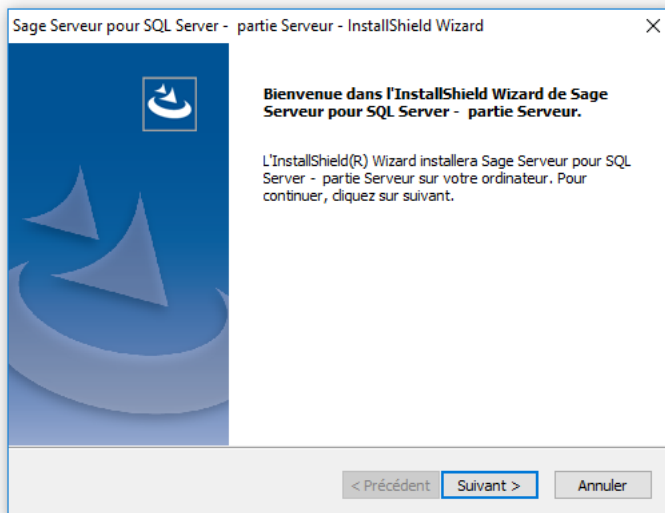 Sage Serveur pour SQL Server - partie Serveur - InstallShield Wizard
Bienvenue dans l'InstallShield Wizard de Sage
Serveur pour SQL Server - partie Serveur.
L'InstallShield(R) Wizard installera Sage Serveur pour SQL
Server - partie Serveur sur votre ordinateur. Pour
continuer, cliquez sur suivant.
< Précédent Suivant > Annuler